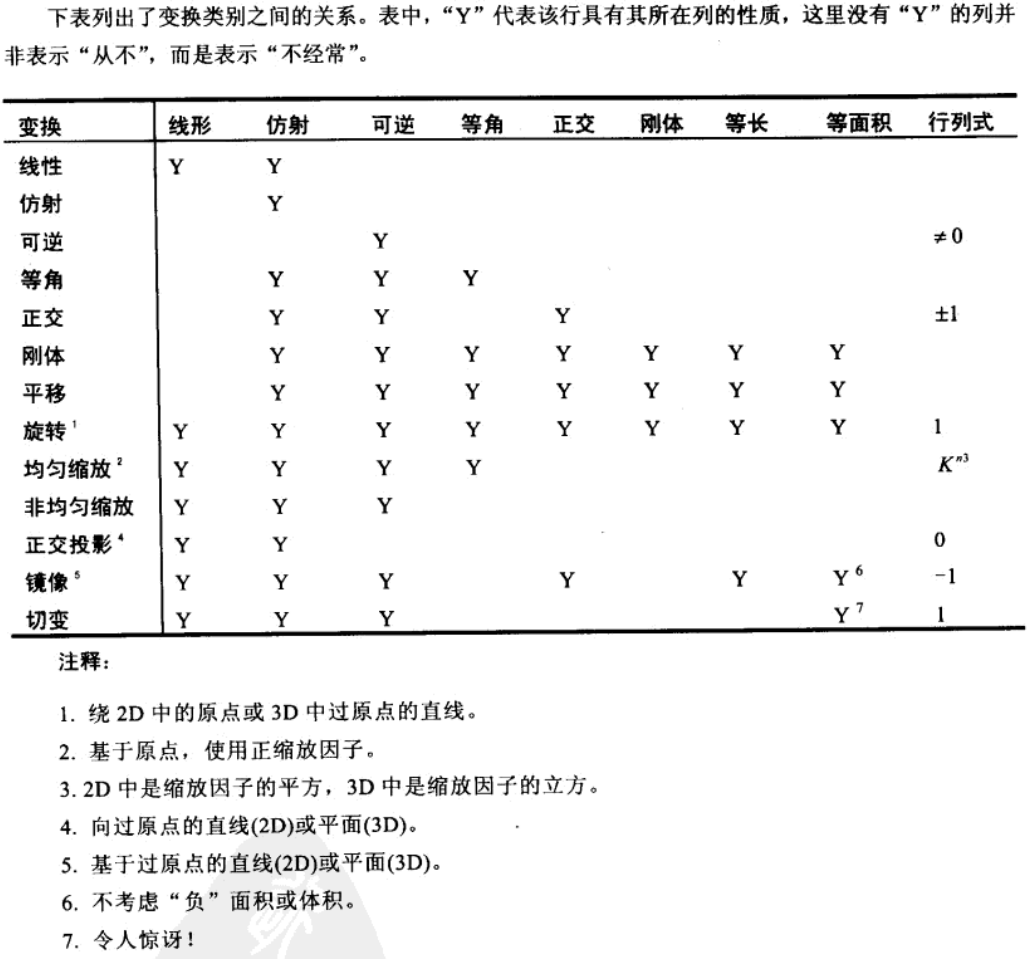 下表列出了变换类别之间的关系。表中，“Y”代表该行具有其所在列的性质，这里没有“Y”的列并
非表示“从不”，而是表示“不经常”。
变换 线形 仿射 可逆 等角 正交 刚体 等长 等面积 行列式
线性 Y Y
仿射 Y
可逆 Y ≠0
等角 Y Y Y
正交 Y Y Y ±1
刚体 Y Y Y Y Y Y Y
平移 Y Y Y Y Y Y Y
旋转1 Y Y Y Y Y Y Y Y 1
均匀缩放2 Y Y Y Y Kn3
非均匀缩放 Y Y Y
正交投影4 Y Y 0
镜像5 Y Y Y Y Y Y6 -1
切变 Y Y Y Y7 1
注释：
1. 绕 2D 中的原点或 3D 中过原点的直线。
2. 基于原点，使用正缩放因子。
3. 2D 中是缩放因子的平方，3D 中是缩放因子的立方。
4. 向过原点的直线(2D)或平面(3D)。
5. 基于过原点的直线(2D)或平面(3D)。
6. 不考虑“负”面积或体积。
7. 令人惊讶！